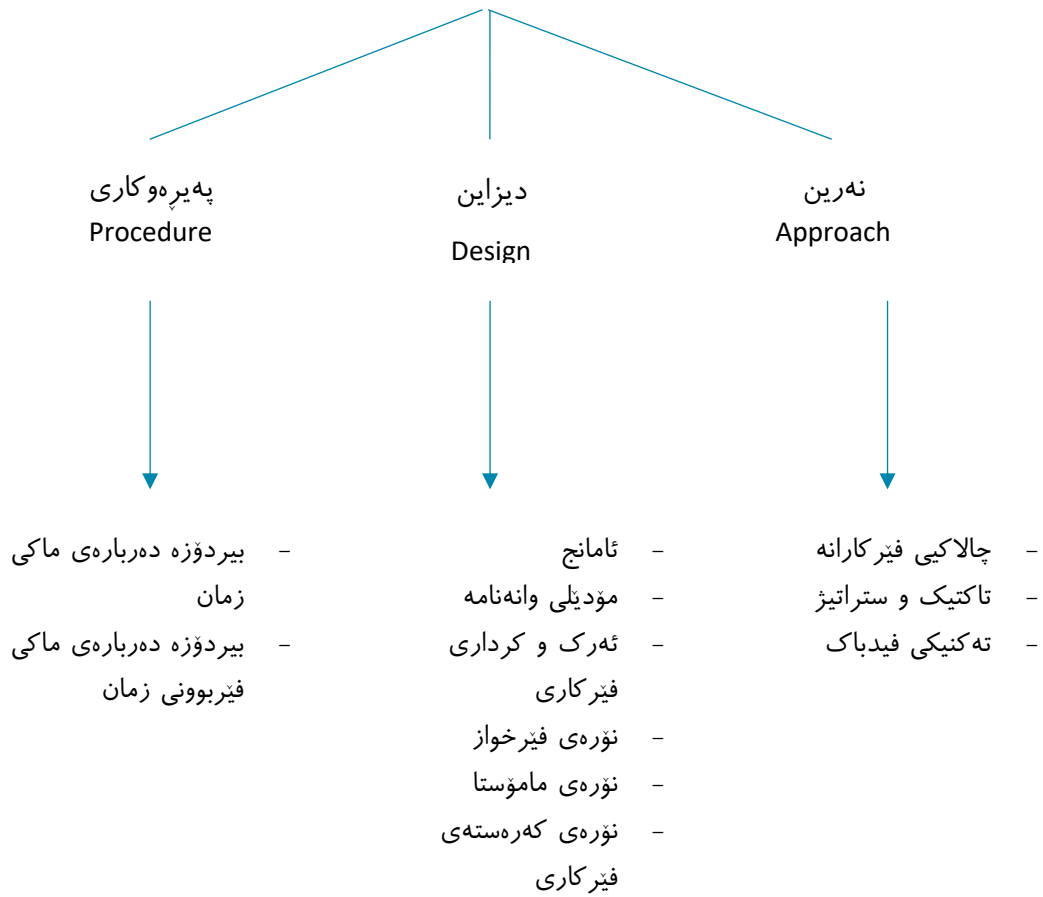 نەرین
Approach
دیزاین
Design
پەیڕەوکاری
Procedure
- چالاکیی فێرکارانە
- تاکتیک و ستراتیژ
- تەکنیکی فیدباک
- ئامانج
- مۆدێلی وانەنامە
- ئەرک و کرداری
فێرکاری
- نۆرەی فێرخواز
- نۆرەی مامۆستا
- نۆرەی کەرەستەی
فێرکاری
- بیردۆزە دەربارەی ماکی
زمان
- بیردۆزە دەربارەی ماکی
فێربوونی زمان